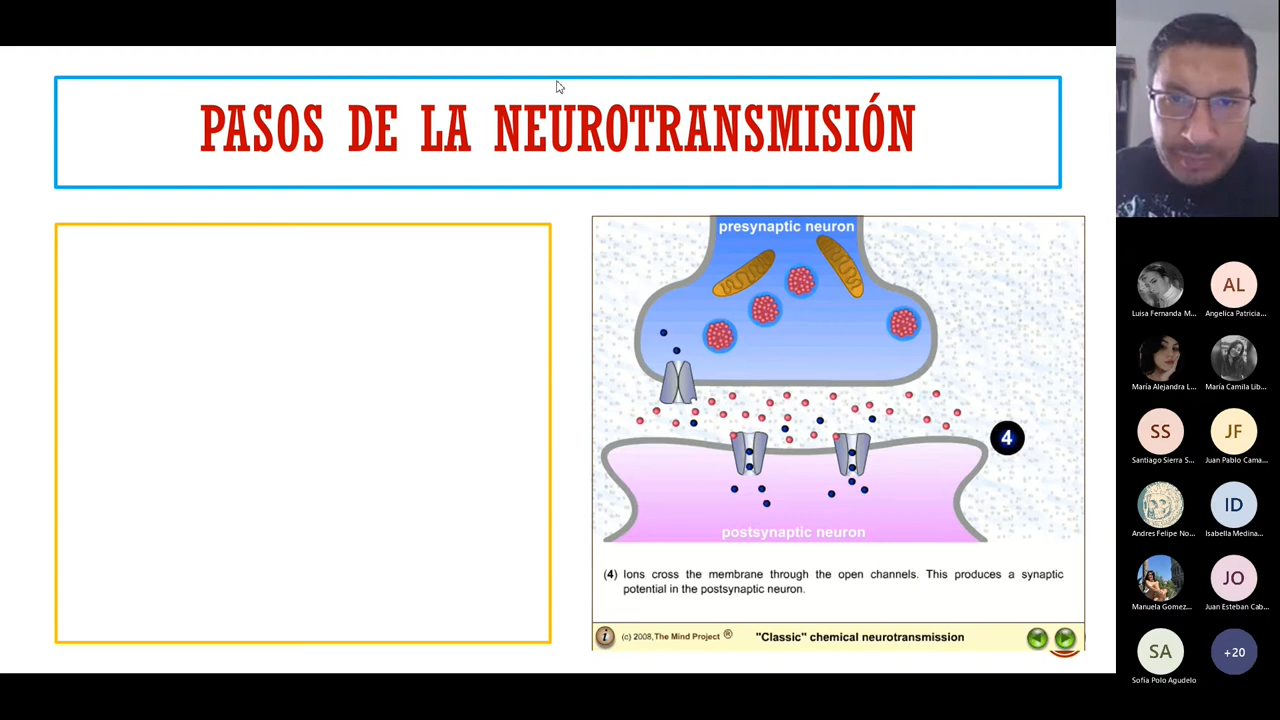 PASOS DE LA NEUROTRANSMISIÓN
presynaptic neuron
4
postsynaptic neuron
(4) Ions cross the membrane through the open channels. This produces a synaptic
potential in the postsynaptic neuron.
i
(c) 2008, The Mind Project ®
"Classic" chemical neurotransmission
Luisa Fernanda M...
AL
Angelica Patricia...
María Alejandra L...
María Camila Lib...
SS
Santiago Sierra S...
JF
Juan Pablo Cama...
Andres Felipe No...
ID
Isabella Medina...
Manuela Gomez...
JO
Juan Esteban Cab...
SA
Sofía Polo Agudelo
+20